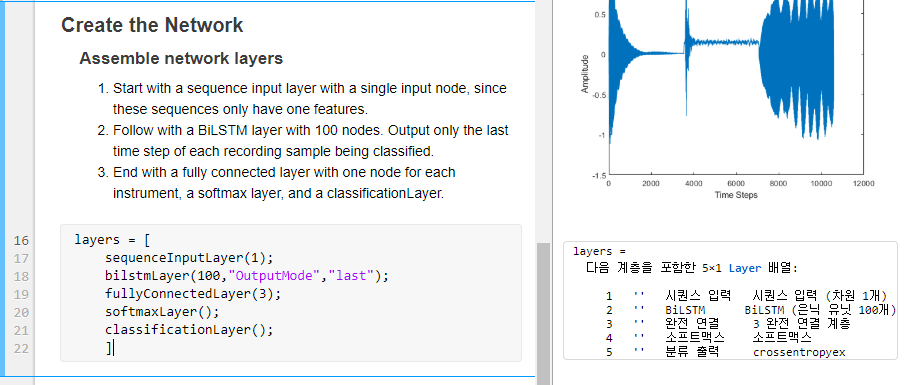 Create the Network
Assemble network layers
1. Start with a sequence input layer with a single input node, since
these sequences only have one features.
2. Follow with a BiLSTM layer with 100 nodes. Output only the last
time step of each recording sample being classified.
3. End with a fully connected layer with one node for each
instrument, a softmax layer, and a classificationLayer.
16 layers = [
17 sequenceInputLayer(1);
18 bilstmLayer(100,"OutputMode","last");
19 fullyConnectedLayer(3);
20 softmaxLayer();
21 classificationLayer();
22 ]
0.5
0
-0.5
-1
-1.5
Amplitude
0 2000 4000 6000 8000 10000 12000
Time Steps
layers =
다음 계층을 포함한 5×1 Layer 배열:
1 '' 시퀀스 입력 시퀀스 입력 (차원 1개)
2 '' BiLSTM BiLSTM (은닉 유닛 100개)
3 '' 완전 연결 3 완전 연결 계층
4 '' 소프트맥스 소프트맥스
5 '' 분류 출력 crossentropyex